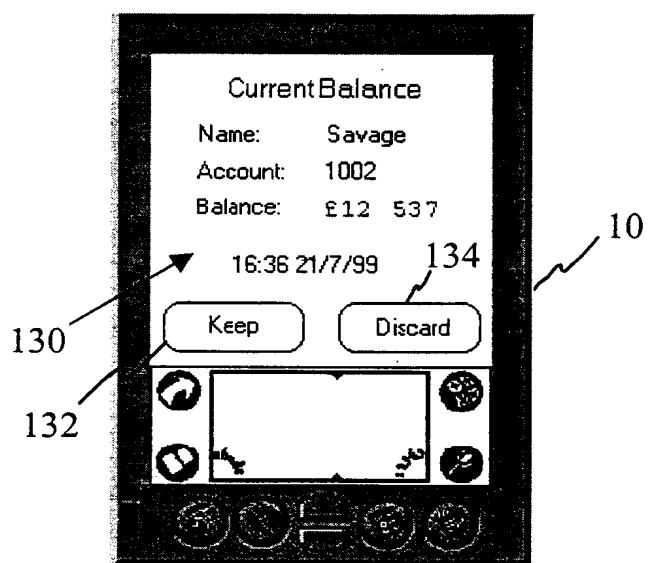 Current Balance
Name: Savage
Account: 1002
Balance: £12 537
10
16:36 21/7/99
134
Keep Discard
130
132